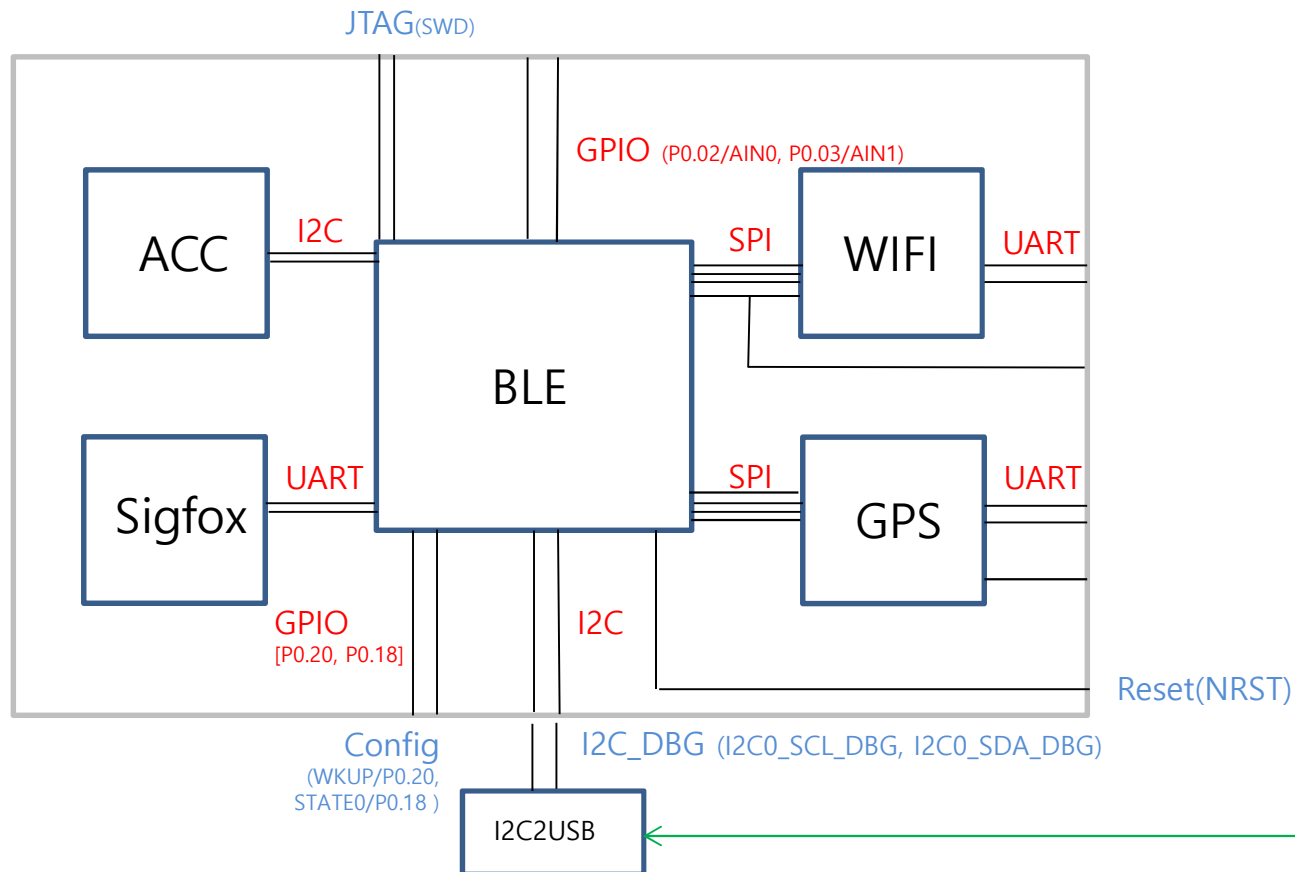 JTAG(SWD)
GPIO (P0.02/AIN0, P0.03/AIN1)
ACC
I2C
SPI
WIFI
UART
BLE
Sigfox
UART
SPI
GPS
UART
GPIO
[P0.20, P0.18]
I2C
Reset(NRST)
Config
(WKUP/P0.20,
STATE0/P0.18 )
I2C_DBG (I2C0_SCL_DBG, I2C0_SDA_DBG)
I2C2USB